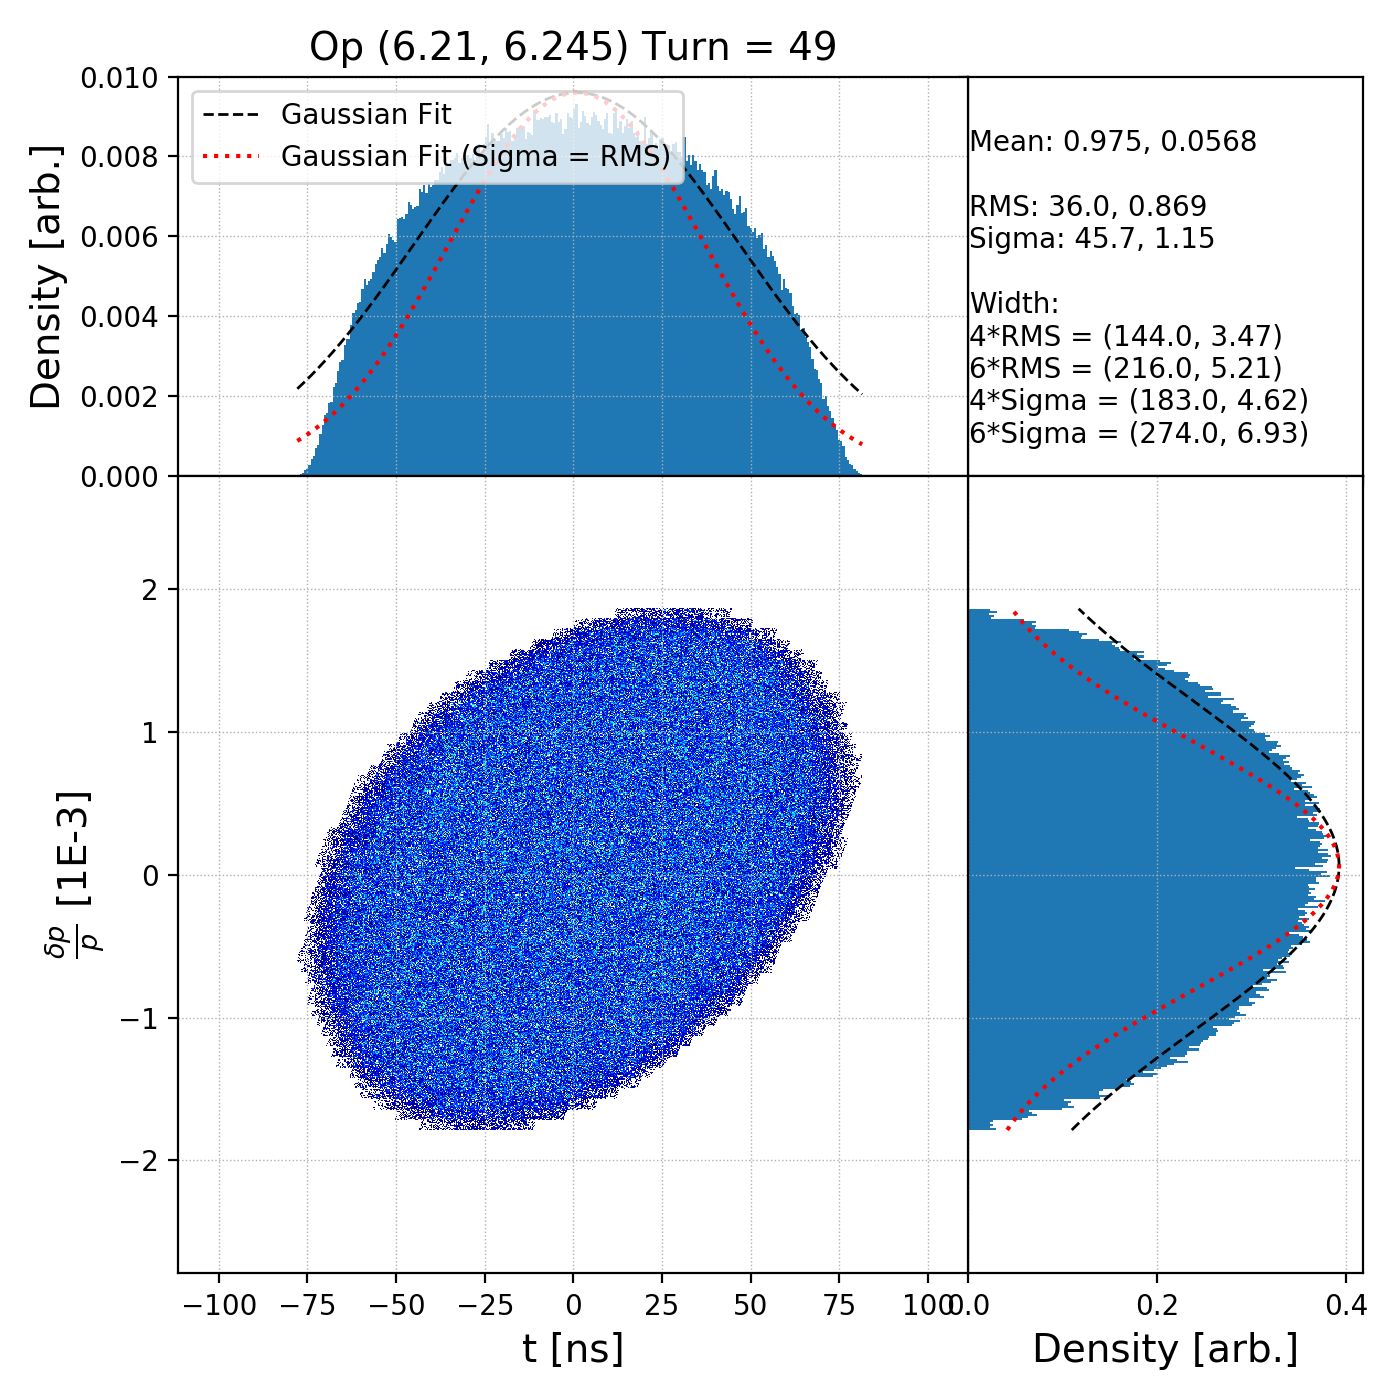 Op (6.21, 6.245) Turn = 49
Density [arb.]
0.010
0.008
0.006
0.004
0.002
0.000
Gaussian Fit
Gaussian Fit (Sigma = RMS)
Mean: 0.975, 0.0568
RMS: 36.0, 0.869
Sigma: 45.7, 1.15
Width:
4*RMS = (144.0, 3.47)
6*RMS = (216.0, 5.21)
4*Sigma = (183.0, 4.62)
6*Sigma = (274.0, 6.93)
δp/p [1E-3]
2
1
0
−1
−2
−100 −75 −50 −25 0 25 50 75 100
t [ns]
0.0 0.2 0.4
Density [arb.]